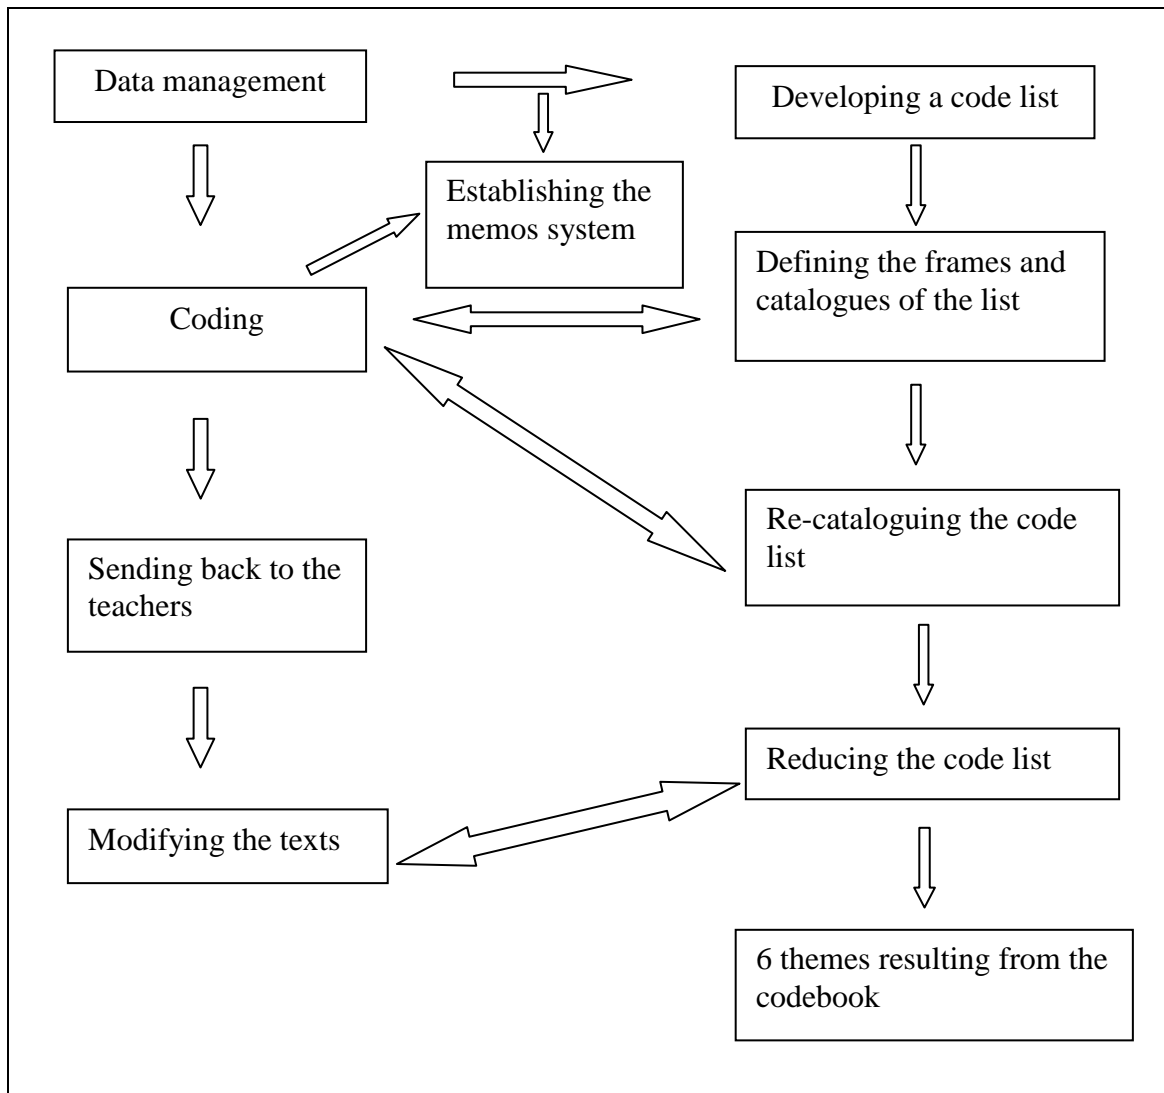 Data management
Developing a code list
Establishing the
memos system
Defining the frames and
catalogues of the list
Coding
Re-cataloguing the code
list
Sending back to the
teachers
Reducing the code list
Modifying the texts
6 themes resulting from the
codebook